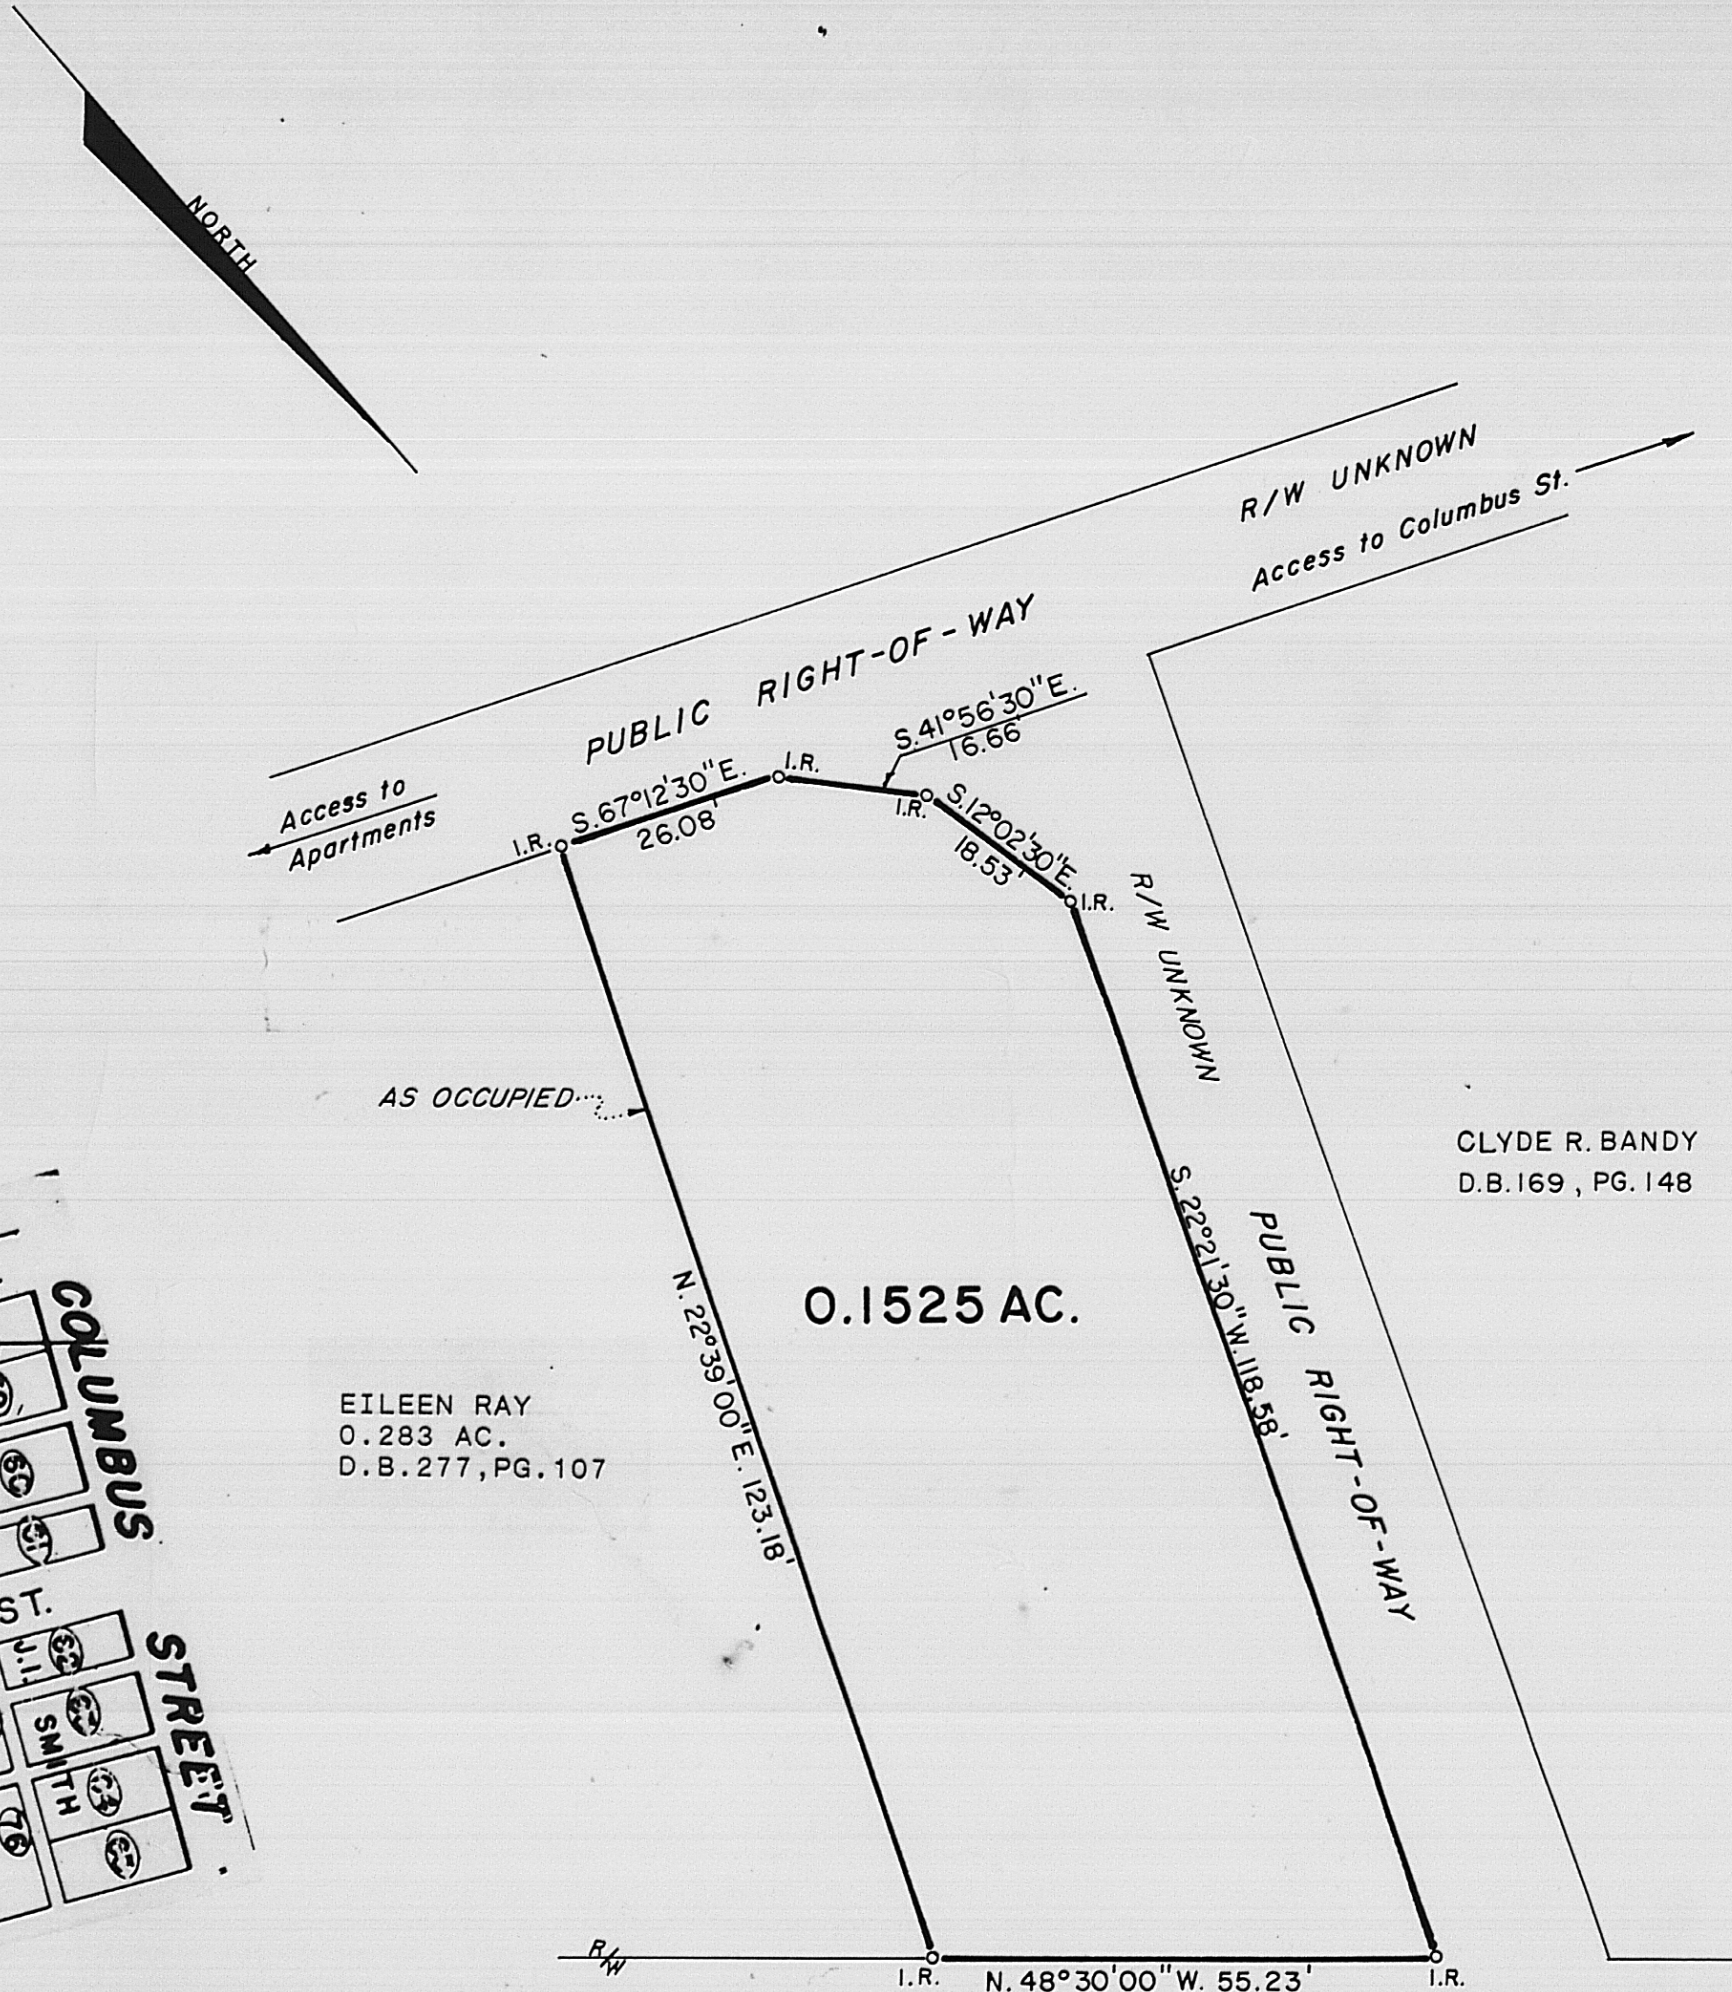 NORTH
R/W UNKNOWN
Access to Columbus St.
PUBLIC RIGHT-OF-WAY
S.41°56'30"E.
16.66'
Access to
Apartments
I.R.
S.67°12'30"E.
26.08'
I.R.
I.R.
S.12°02'30"E.
18.53'
I.R.
R/W UNKNOWN
AS OCCUPIED
CLYDE R. BANDY
D.B.169, PG.148
S.22°21'30"W. 118.58'
PUBLIC RIGHT-OF-WAY
N.22°39'00"E. 123.18'
0.1525 AC.
EILEEN RAY
0.283 AC.
D.B.277, PG.107
COLUMBUS
STREET
ST.
J.I.
SMITH
76
R/W
I.R.
N.48°30'00"W. 55.23'
I.R.